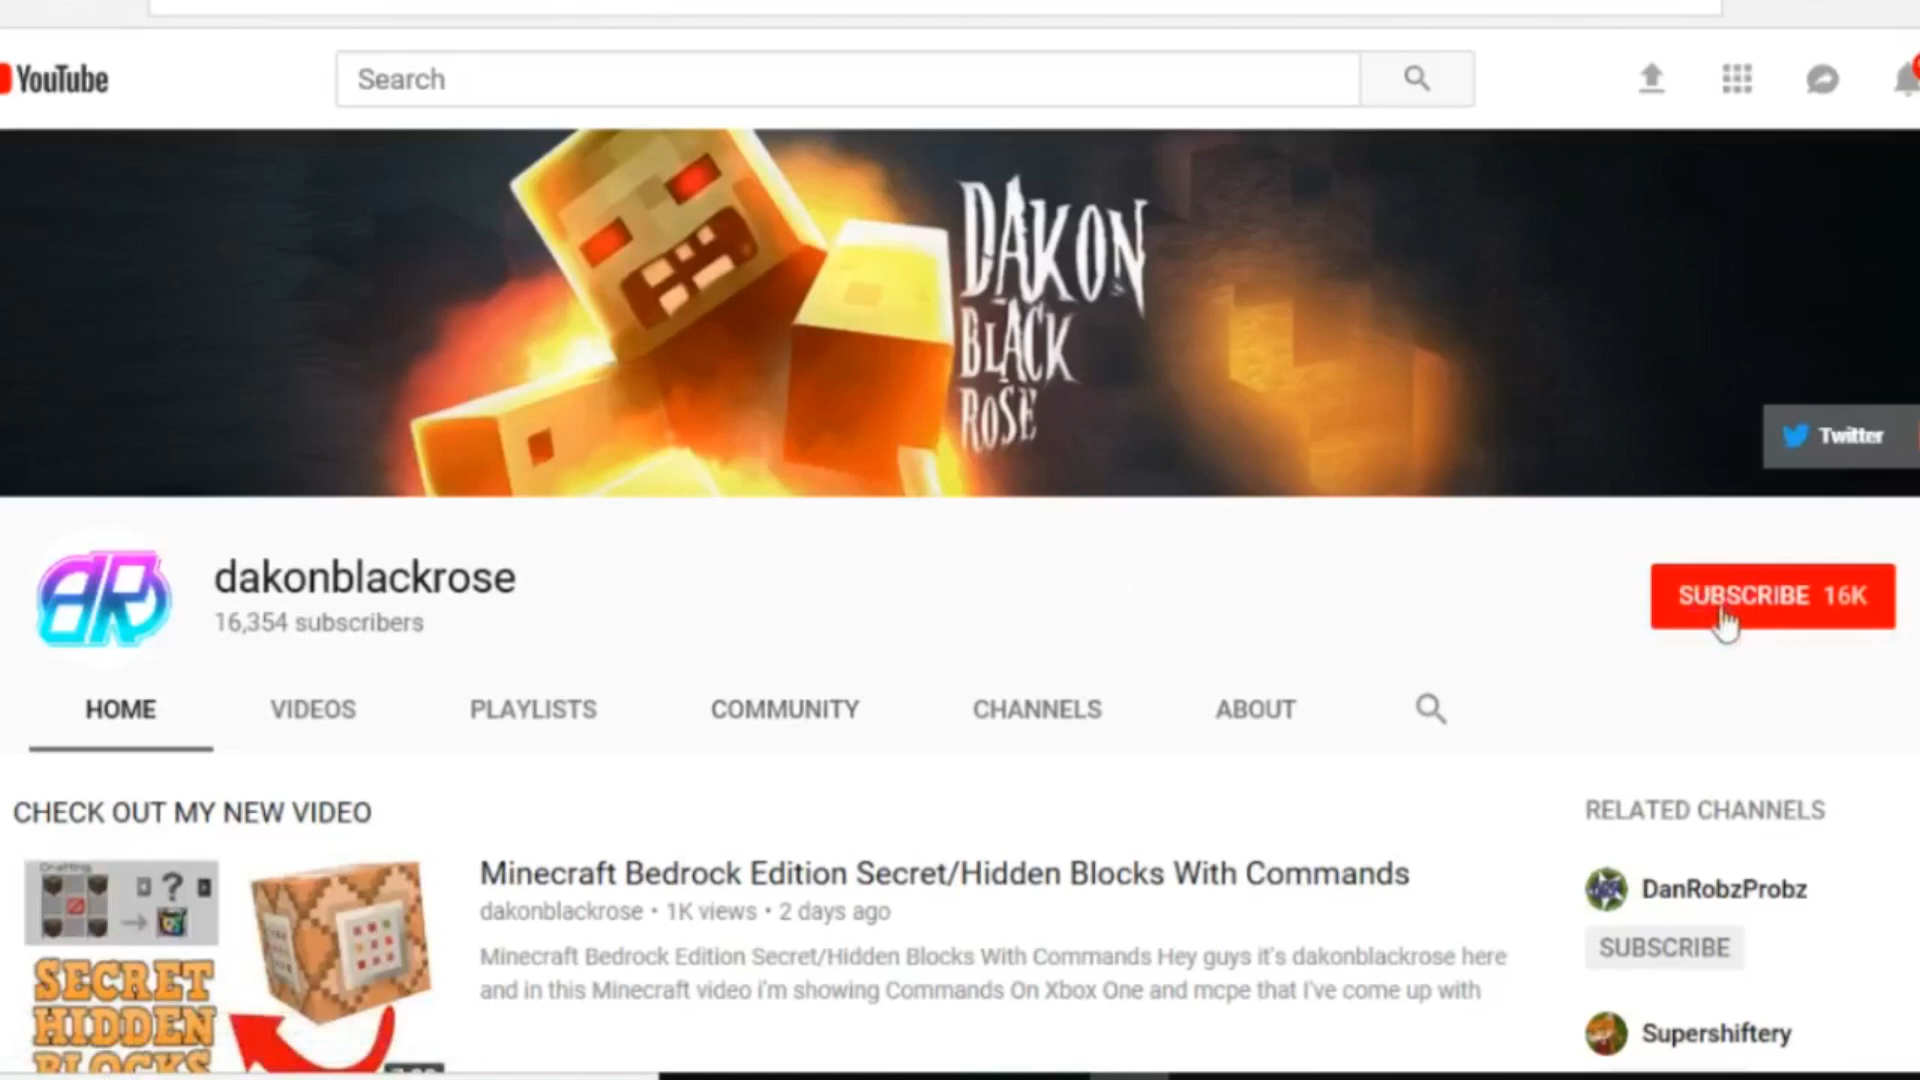 YouTube
Search
DAKON
BLACK
ROSE
Twitter
dakonblackrose
16,354 subscribers
SUBSCRIBE 16K
HOME VIDEOS PLAYLISTS COMMUNITY CHANNELS ABOUT
CHECK OUT MY NEW VIDEO
RELATED CHANNELS
Crafting
?
SECRET
HIDDEN
BLOCKS
Minecraft Bedrock Edition Secret/Hidden Blocks With Commands
dakonblackrose • 1K views • 2 days ago
Minecraft Bedrock Edition Secret/Hidden Blocks With Commands Hey guys it's dakonblackrose here
and in this Minecraft video i'm showing Commands On Xbox One and mcpe that I've come up with
DanRobzProbz
SUBSCRIBE
Supershiftery